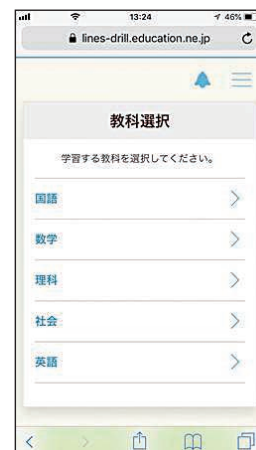 13:24
46%
lines-drill.education.ne.jp
教科選択
学習する教科を選択してください。
国語
数学
理科
社会
英語